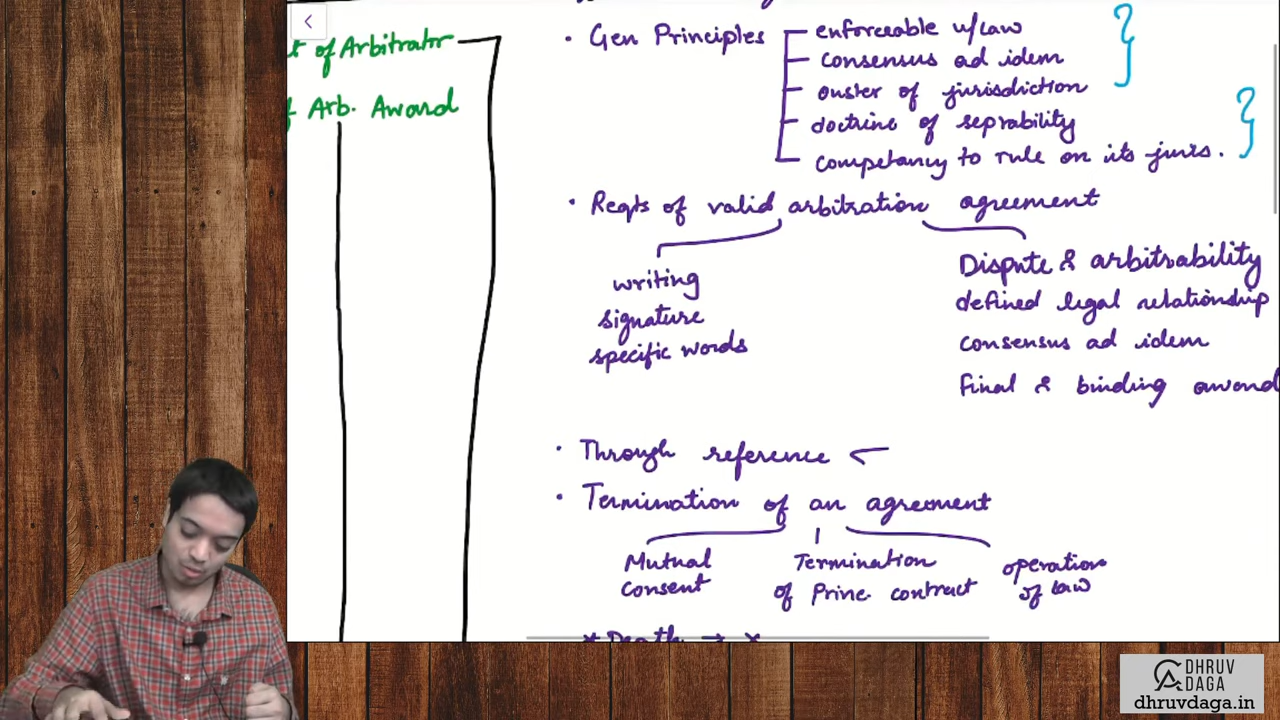 t of Arbitrator
f Arb. Award
· Gen Principles
enforceable u/law
consensus ad idem
ouster of jurisdiction
doctrine of seprability
competancy to rule on its juris.
· Reqts of valid arbitration agreement
writing
signature
specific words
Dispute & arbitrability
defined legal relationship
consensus ad idem
final & binding award
· Through reference
· Termination of an agreement
Mutual
consent
Termination
of Princ. contract
operation
of law
* Death → x
DHRUV
DAGA
dhruvdaga.in